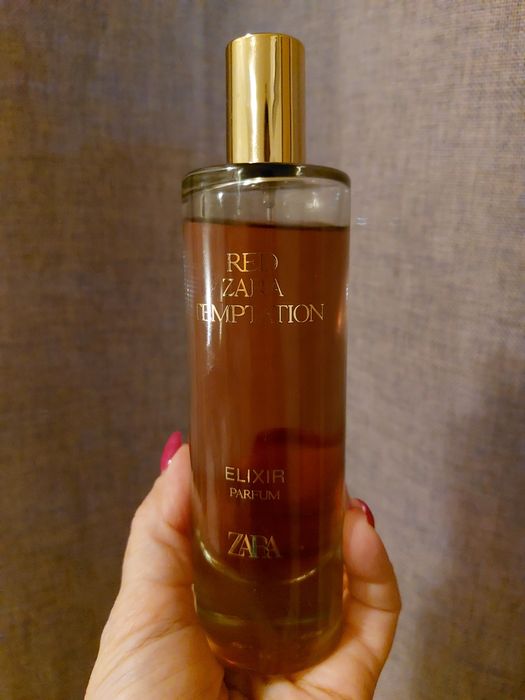 RED
ZARA
TEMPTATION
ELIXIR
PARFUM
ZARA